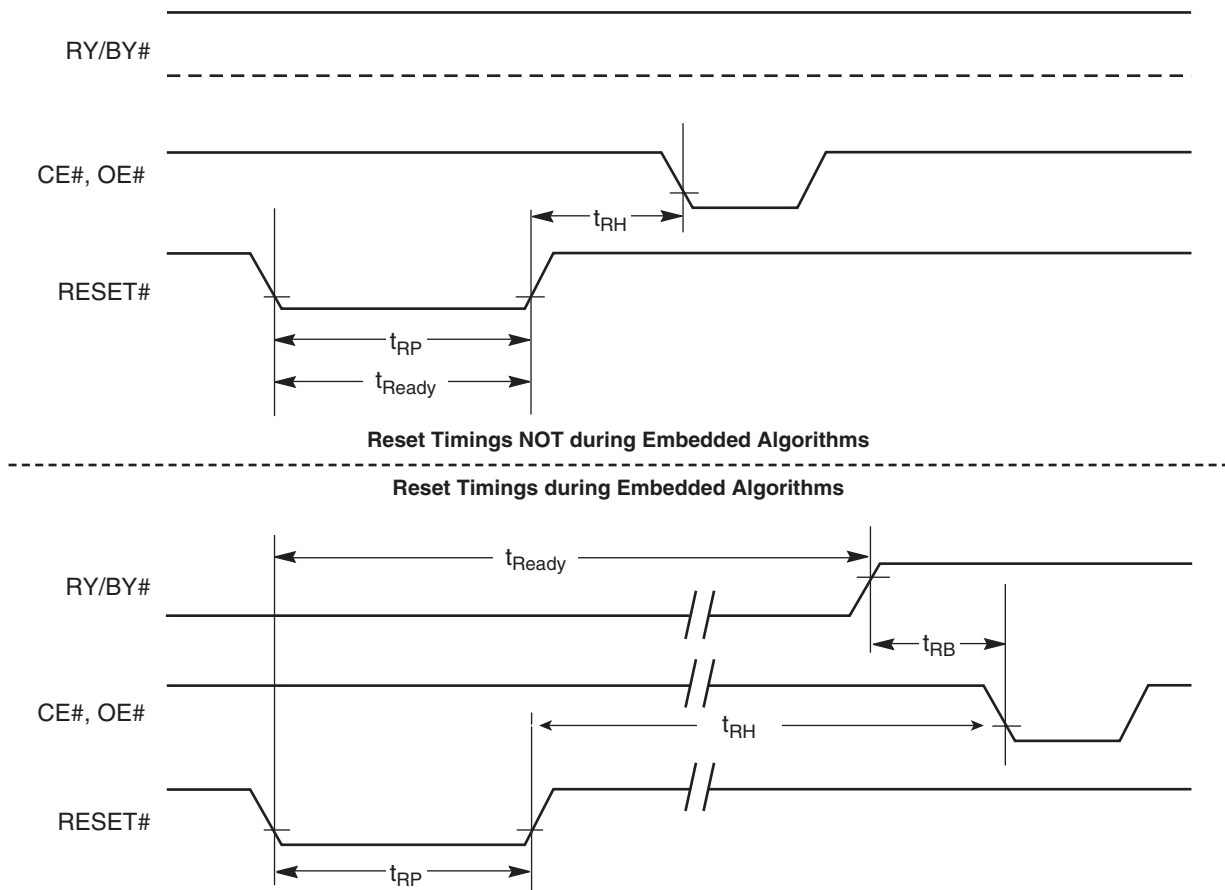 RY/BY#
CE#, OE#
tRH
RESET#
tRP
tReady
Reset Timings NOT during Embedded Algorithms
Reset Timings during Embedded Algorithms
tReady
RY/BY#
tRB
CE#, OE#
tRH
RESET#
tRP